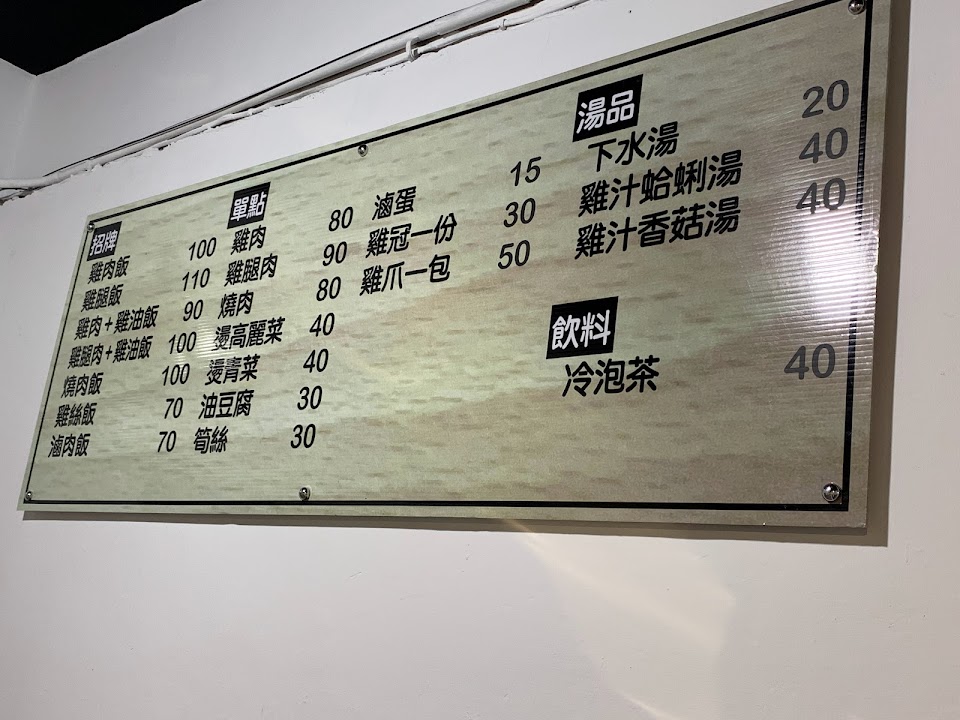 招牌
雞肉飯 100
雞腿飯 110
雞肉+雞油飯 90
雞腿肉+雞油飯 100
燒肉飯 100
雞絲飯 70
滷肉飯 70
單點
雞肉 80
雞腿肉 90
燒肉 80
燙高麗菜 40
燙青菜 40
油豆腐 30
筍絲 30
滷蛋 15
雞冠一份 30
雞爪一包 50
湯品
下水湯 20
雞汁蛤蜊湯 40
雞汁香菇湯 40
飲料
冷泡茶 40